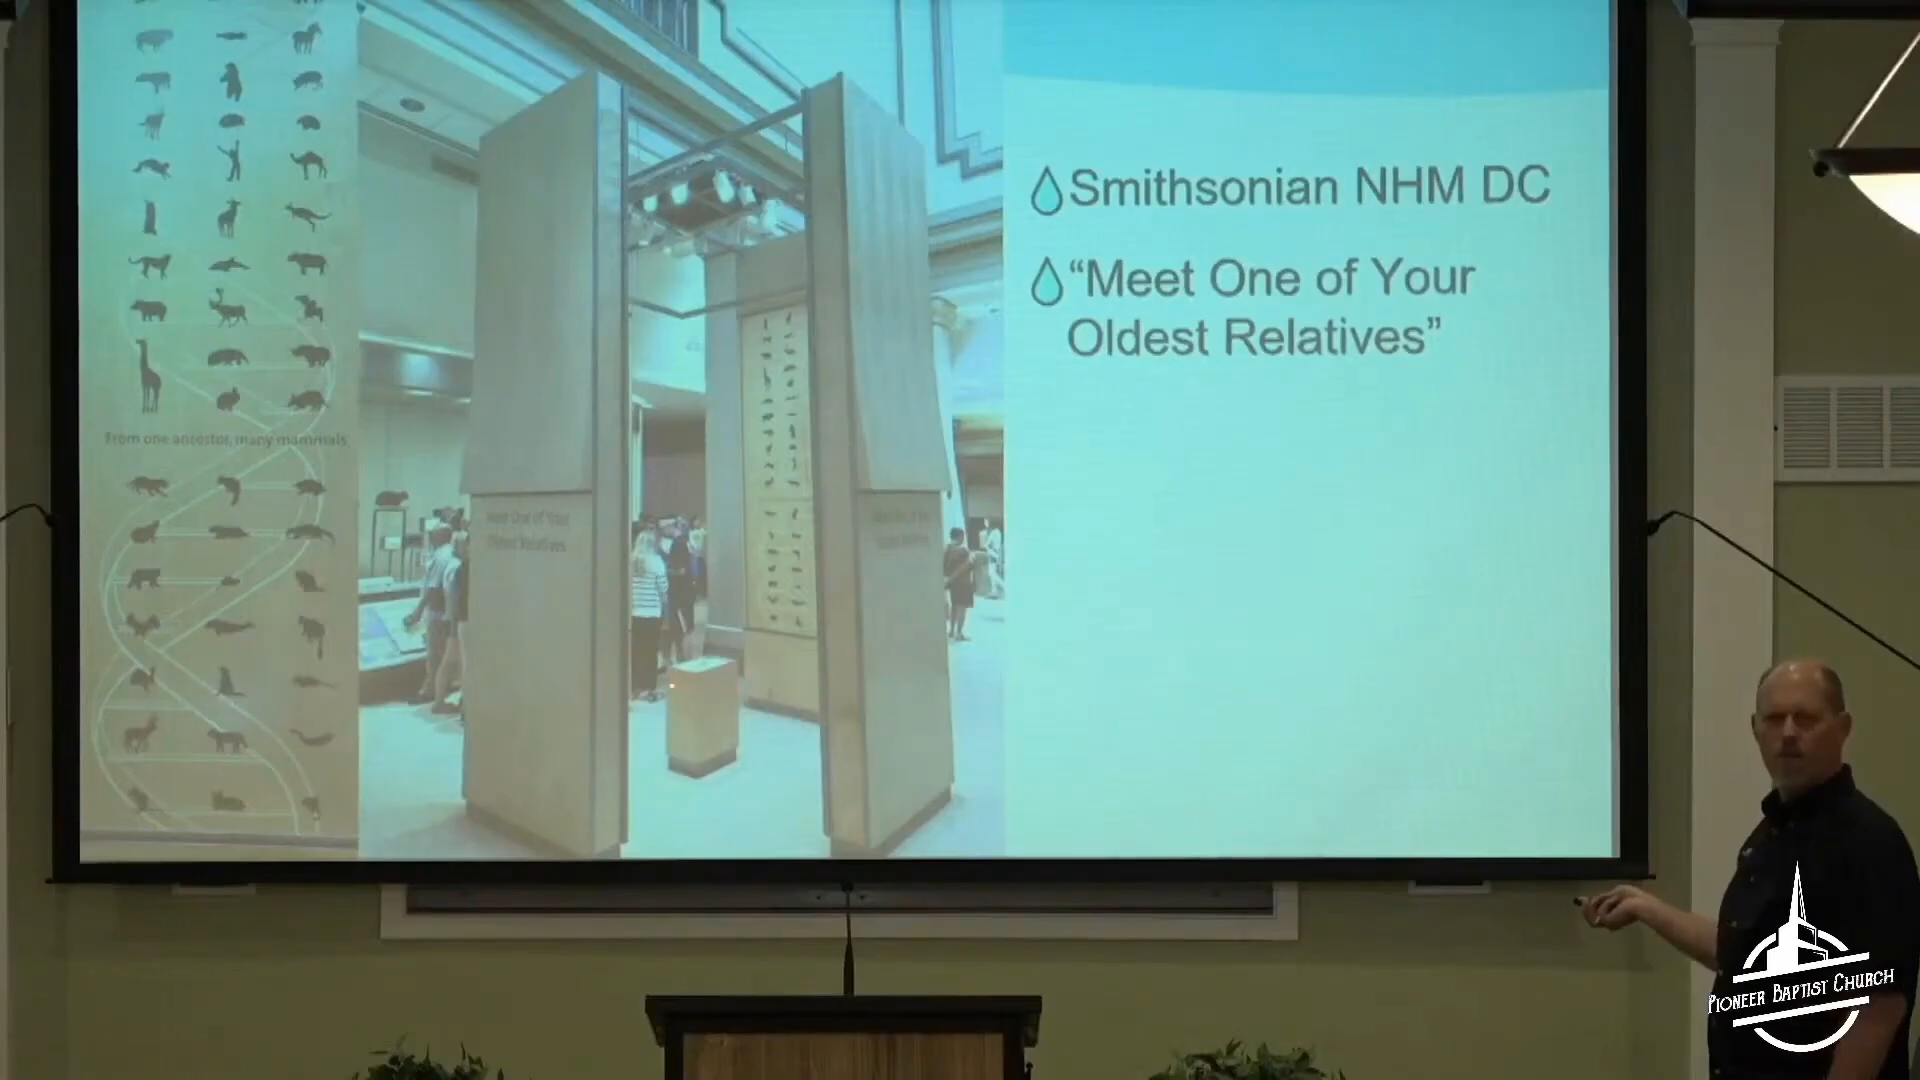 Smithsonian NHM DC
“Meet One of Your
Oldest Relatives”
From one ancestor, many mammals
Meet One of Your
Oldest Relatives
PIONEER BAPTIST CHURCH